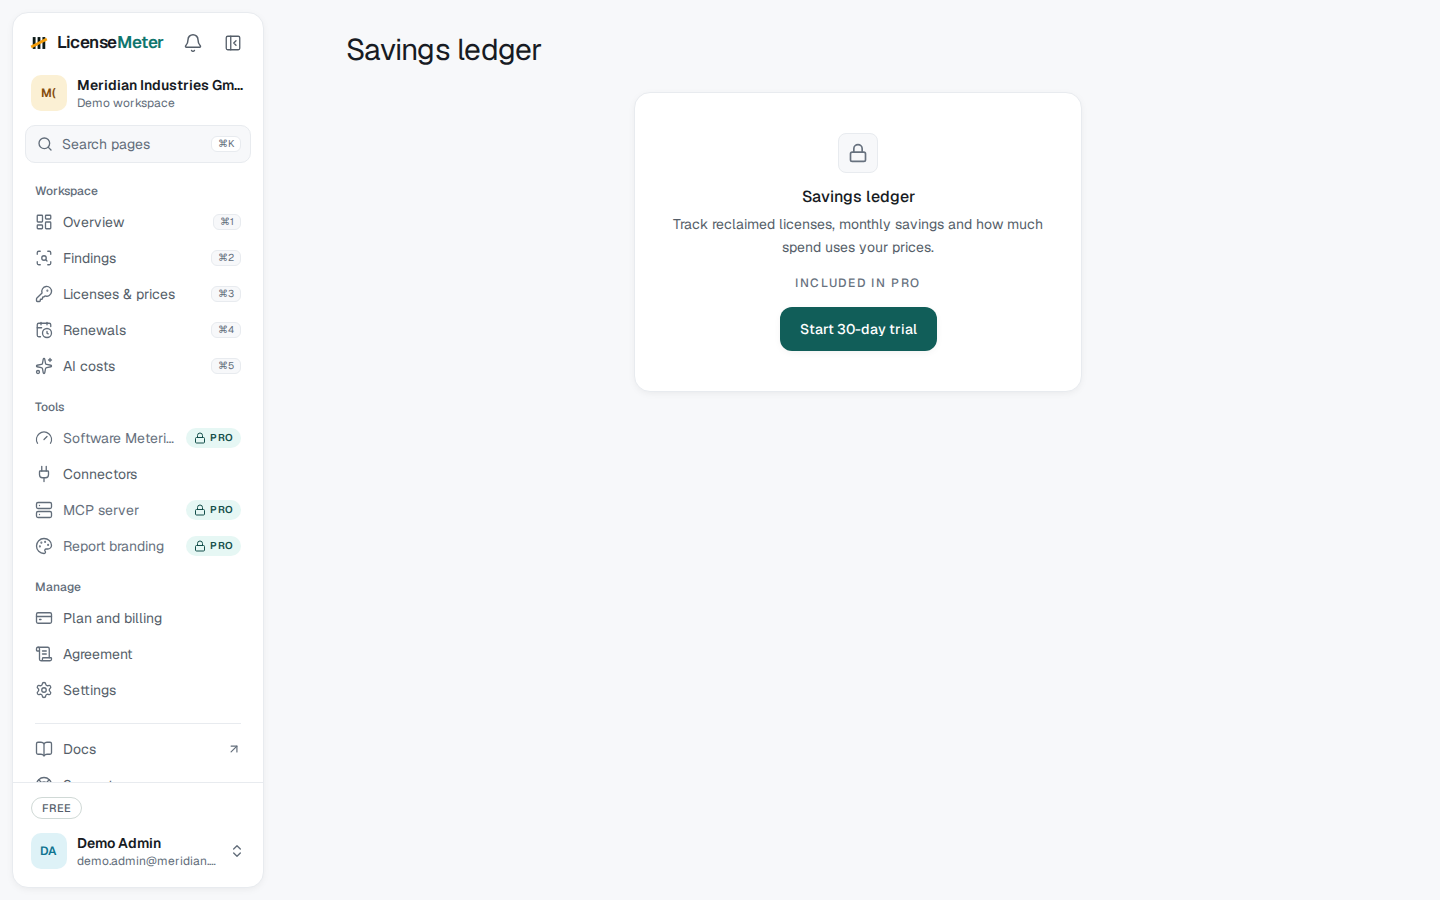 LicenseMeter
M(
Meridian Industries Gm...
Demo workspace
Search pages
⌘K
Workspace
Overview
⌘1
Findings
⌘2
Licenses & prices
⌘3
Renewals
⌘4
AI costs
⌘5
Tools
Software Meteri...
PRO
Connectors
MCP server
PRO
Report branding
PRO
Manage
Plan and billing
Agreement
Settings
Docs
FREE
DA
Demo Admin
demo.admin@meridian....
Savings ledger
Savings ledger
Track reclaimed licenses, monthly savings and how much
spend uses your prices.
INCLUDED IN PRO
Start 30-day trial